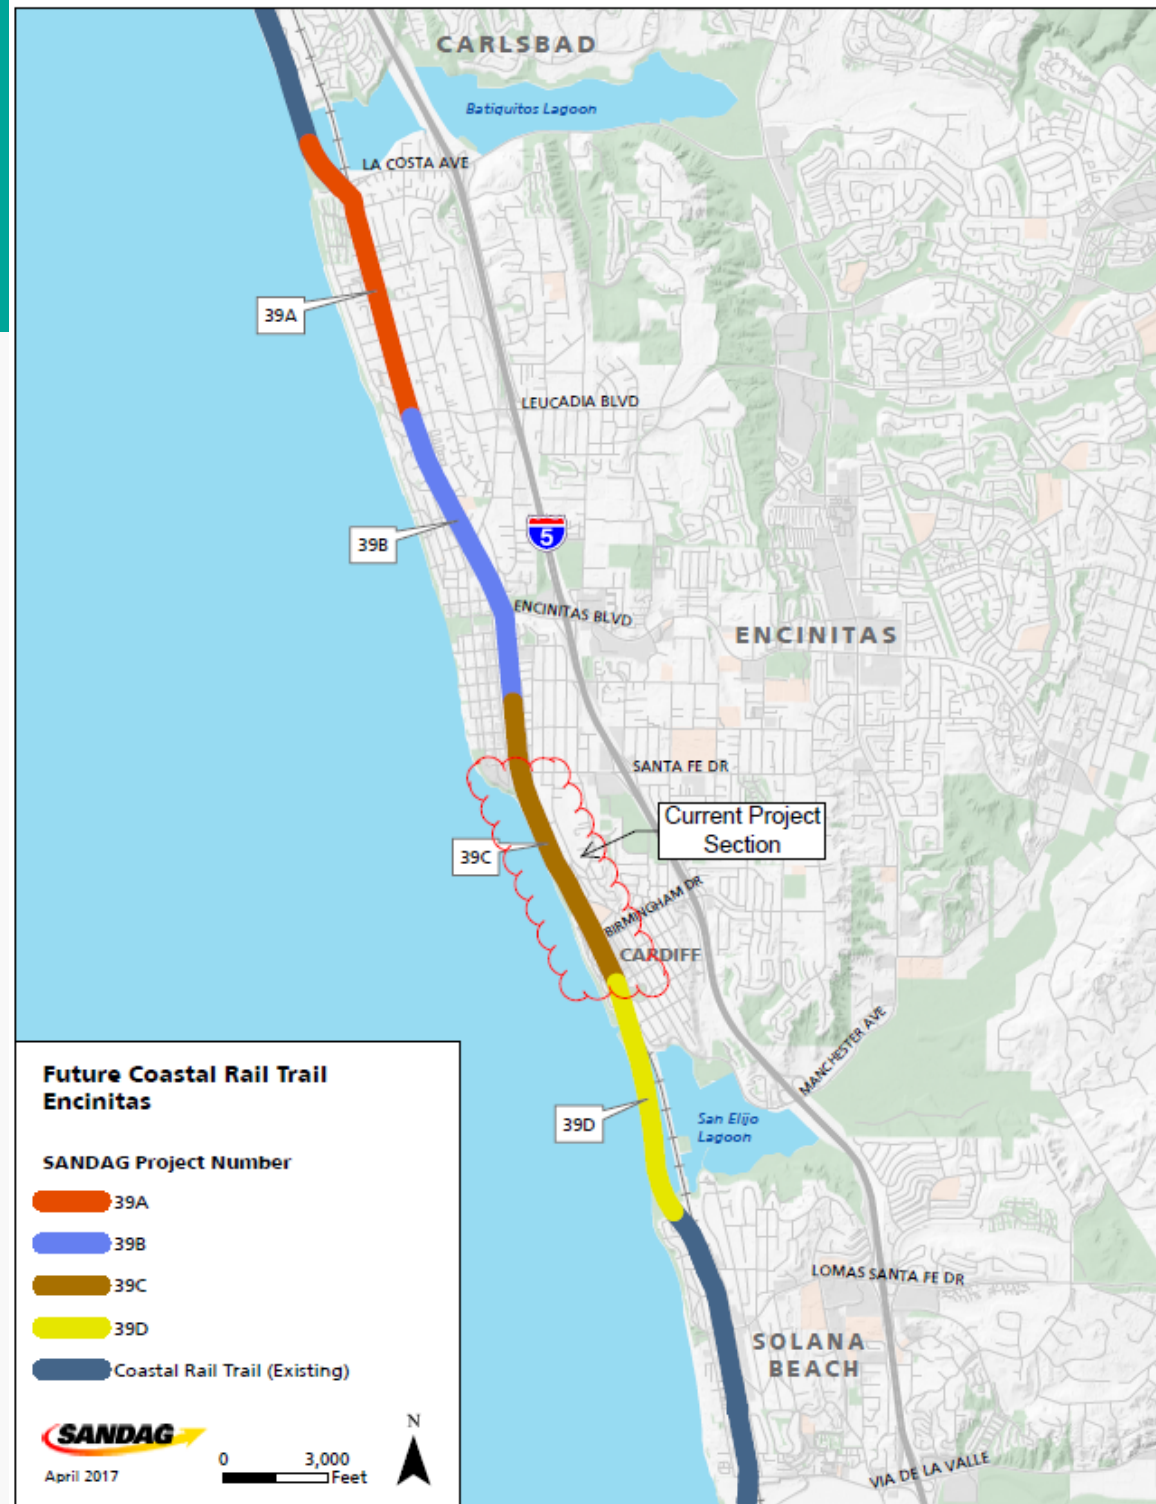 CARLSBAD
Batiquitos Lagoon
LA COSTA AVE
39A
LEUCADIA BLVD
5
39B
ENCINITAS BLVD
ENCINITAS
SANTA FE DR
Current Project
Section
39C
BIRMINGHAM DR
CARDIFF
MANCHESTER AVE
39D
San Elijo
Lagoon
LOMAS SANTA FE DR
SOLANA
BEACH
VIA DE LA VALLE
Future Coastal Rail Trail
Encinitas
SANDAG Project Number
39A
39B
39C
39D
Coastal Rail Trail (Existing)
SANDAG
April 2017
0 3,000
Feet
N